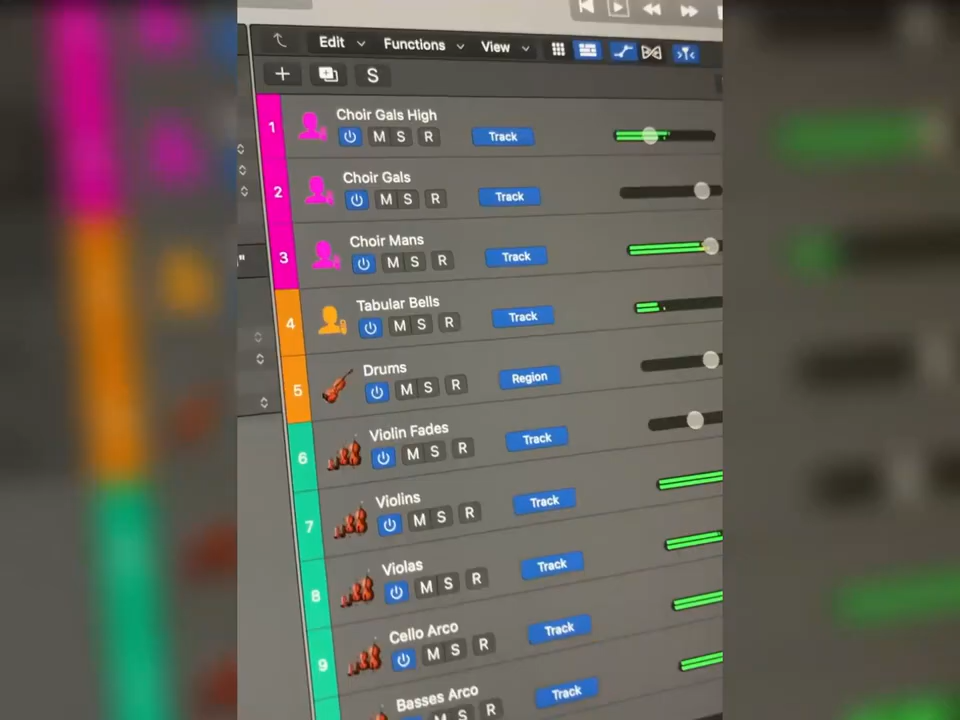 Edit Functions View
S
1 Choir Gals High
M S R Track
2 Choir Gals
M S R Track
3 Choir Mans
M S R Track
4 Tabular Bells
M S R Track
5 Drums
M S R Region
6 Violin Fades
M S R Track
7 Violins
M S R Track
8 Violas
M S R Track
9 Cello Arco
M S R Track
Basses Arco
M S R Track